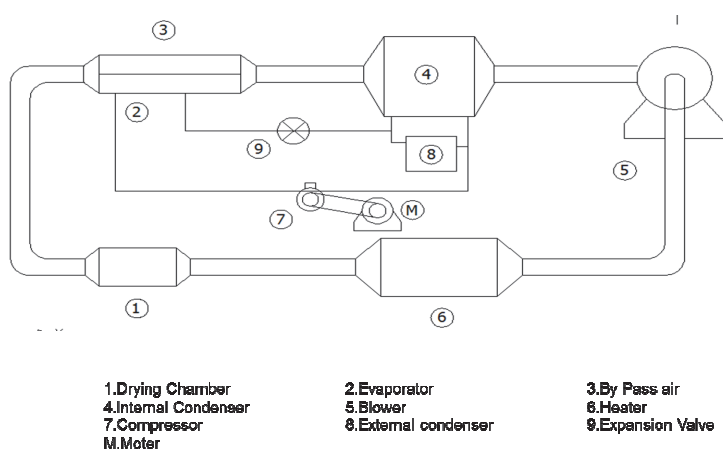 3
4
2
9
8
5
7
M
1
6
1.Drying Chamber 2.Evaporator 3.By Pass air
4.Internal Condenser 5.Blower 6.Heater
7.Compressor 8.External condenser 9.Expansion Valve
M.Moter